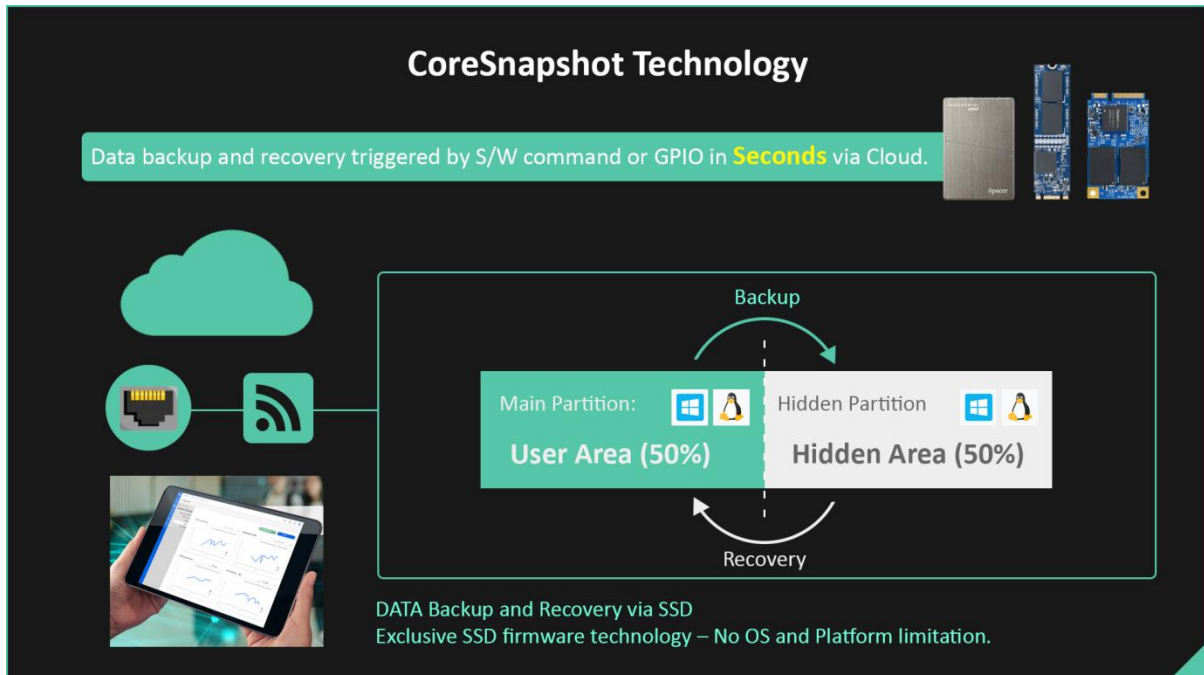 CoreSnapshot Technology
Data backup and recovery triggered by S/W command or GPIO in Seconds via Cloud.
Apacer
Backup
Main Partition:
Hidden Partition
User Area (50%)
Hidden Area (50%)
Recovery
DATA Backup and Recovery via SSD
Exclusive SSD firmware technology – No OS and Platform limitation.